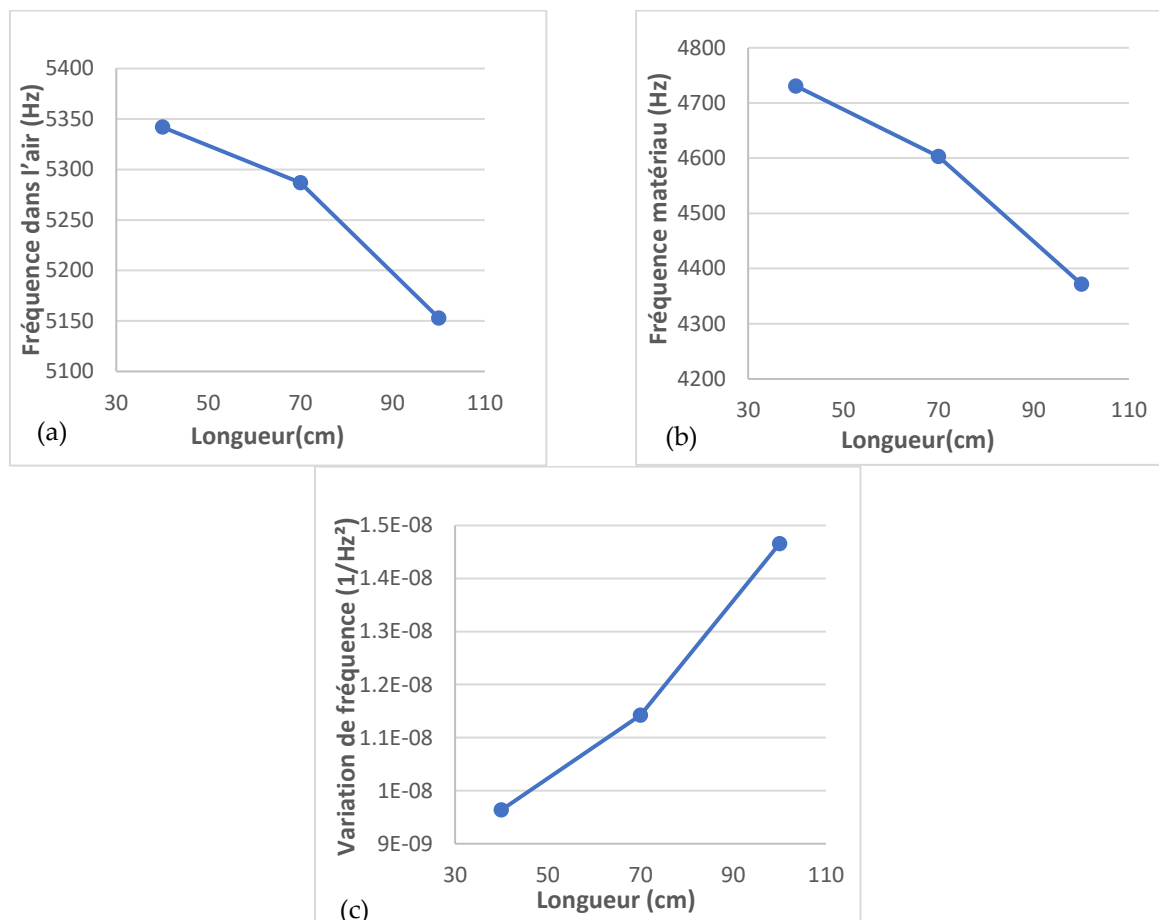 Fréquence dans l'air (Hz)
5400
5350
5300
5250
5200
5150
5100
30 50 70 90 110
(a)
Longueur(cm)
Fréquence matériau (Hz)
4800
4700
4600
4500
4400
4300
4200
30 50 70 90 110
(b)
Longueur(cm)
Variation de fréquence (1/Hz²)
1.5E-08
1.4E-08
1.3E-08
1.2E-08
1.1E-08
1E-08
9E-09
30 50 70 90 110
(c)
Longueur (cm)